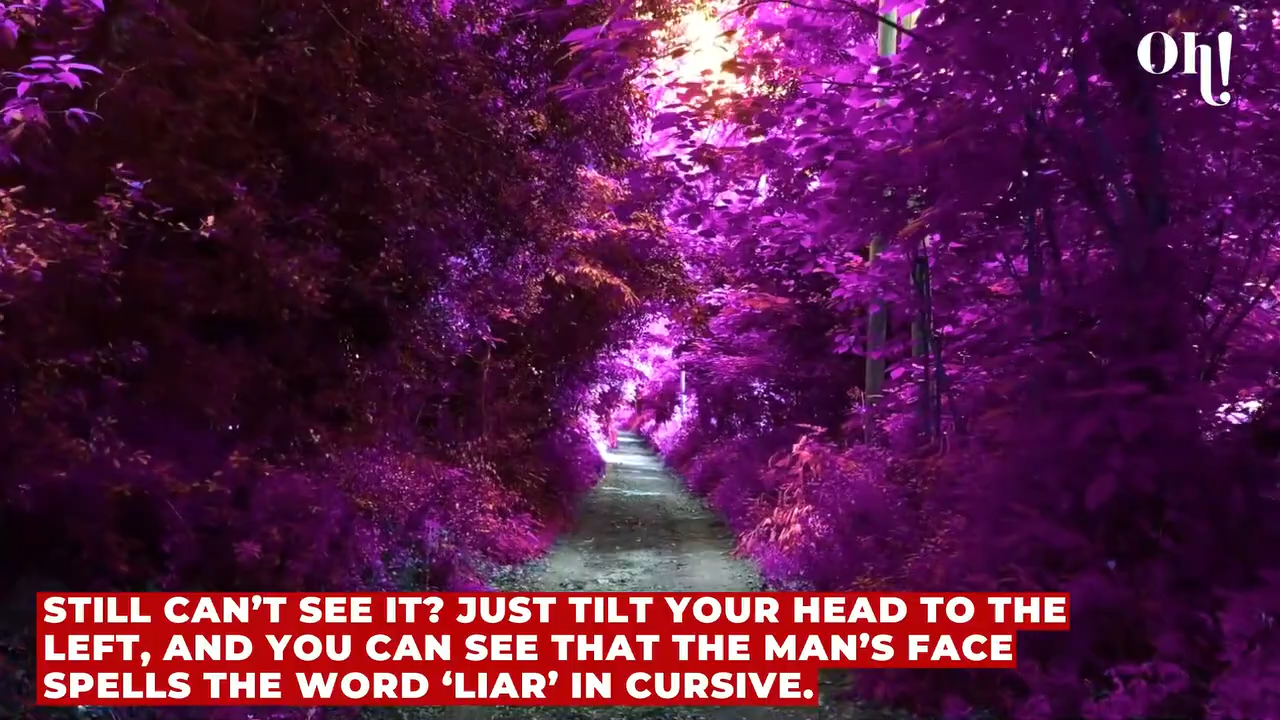 Oh!
STILL CAN’T SEE IT? JUST TILT YOUR HEAD TO THE
LEFT, AND YOU CAN SEE THAT THE MAN’S FACE
SPELLS THE WORD ‘LIAR’ IN CURSIVE.